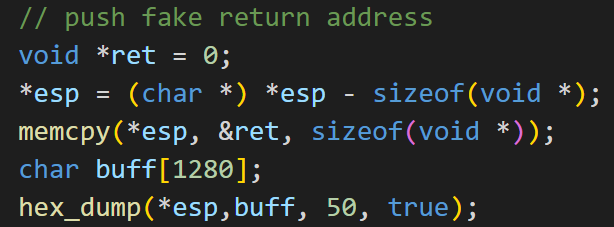 // push fake return address
void *ret = 0;
*esp = (char *) *esp - sizeof(void *);
memcpy(*esp, &ret, sizeof(void *));
char buff[1280];
hex_dump(*esp,buff, 50, true);